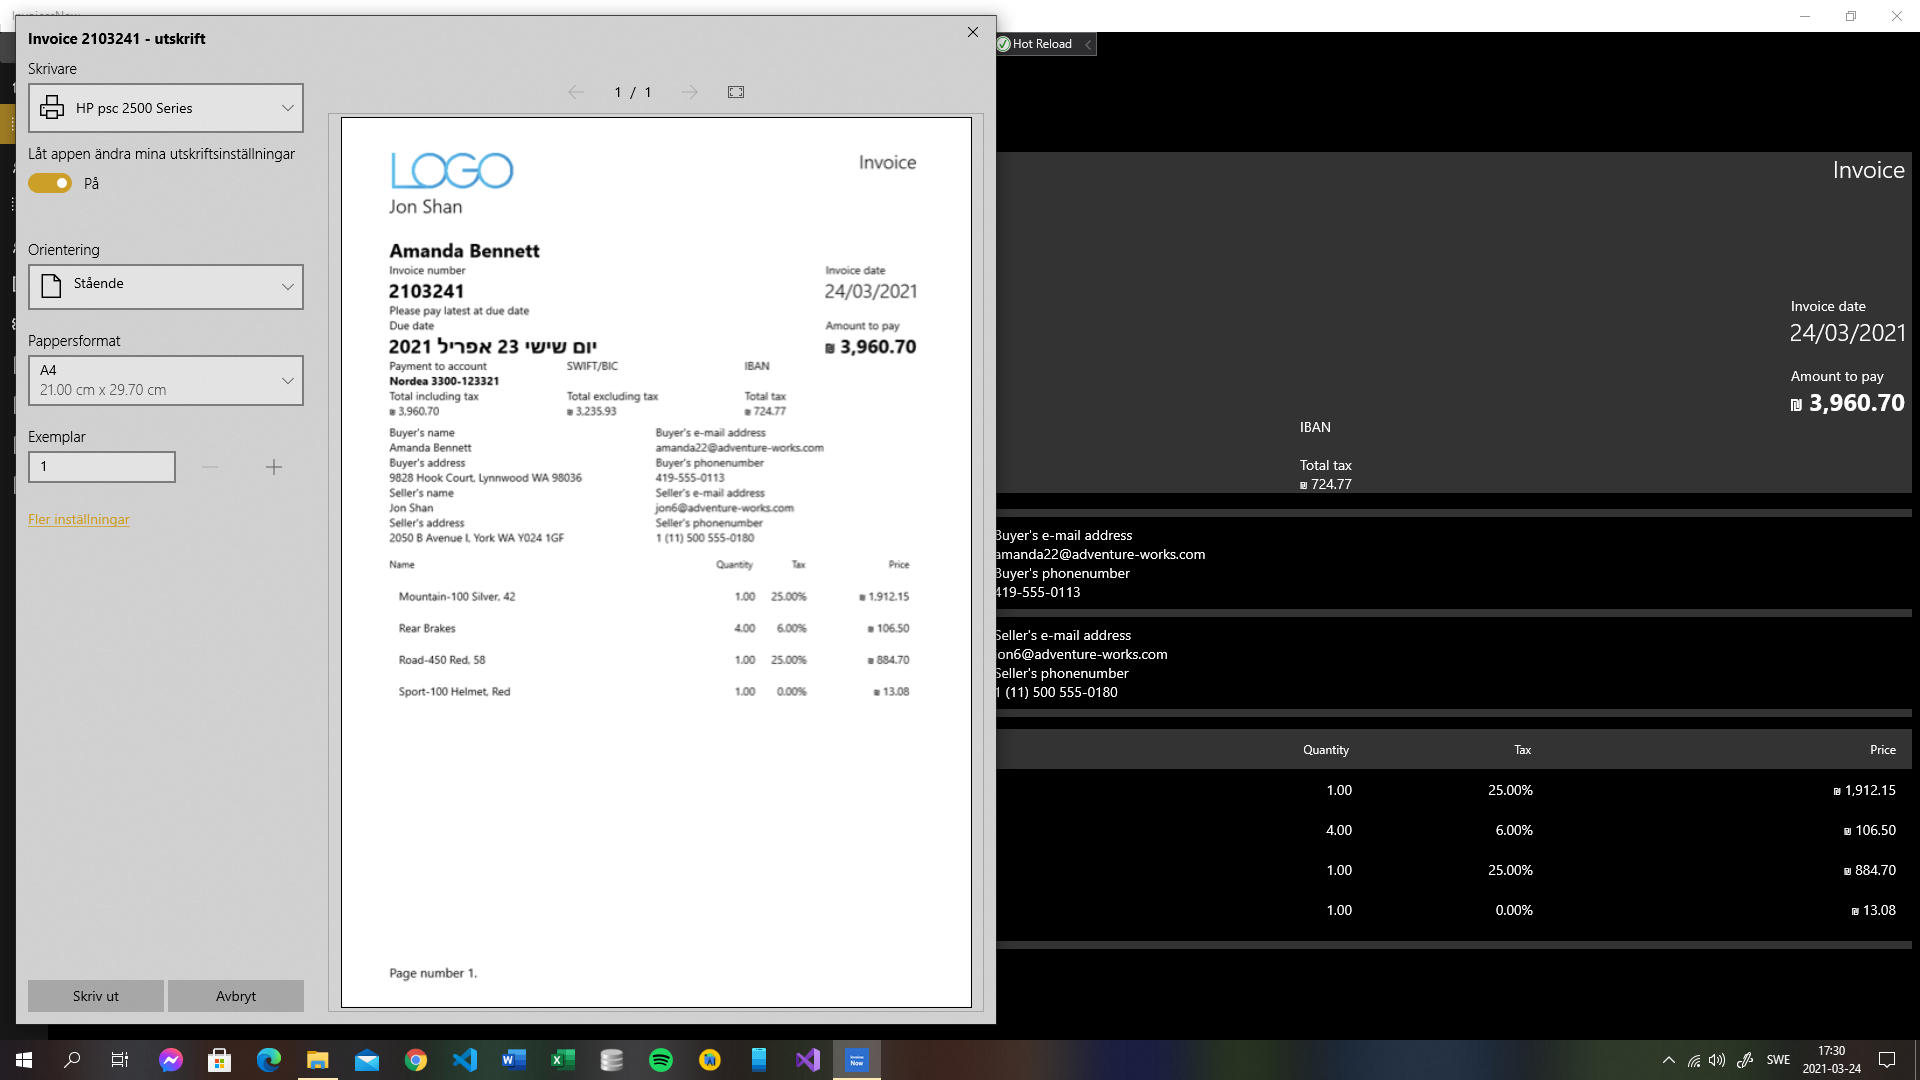 Invoice 2103241 - utskrift
Skrivare
HP psc 2500 Series
Låt appen ändra mina utskriftsinställningar
På
Orientering
Stående
Pappersformat
A4
21.00 cm x 29.70 cm
Exemplar
1
Fler inställningar
Skriv ut
Avbryt
1 / 1
LOGO
Invoice
Jon Shan
Amanda Bennett
Invoice number
Invoice date
2103241
24/03/2021
Please pay latest at due date
Due date
Amount to pay
יום שישי 23 אפריל 2021
₪ 3,960.70
Payment to account
SWIFT/BIC
IBAN
Nordea 3300-123321
Total including tax
Total excluding tax
Total tax
₪ 3,960.70
₪ 3,235.93
₪ 724.77
Buyer's name
Buyer's e-mail address
Amanda Bennett
amanda22@adventure-works.com
Buyer's address
Buyer's phonenumber
9828 Hook Court, Lynnwood WA 98036
419-555-0113
Seller's name
Seller's e-mail address
Jon Shan
jon6@adventure-works.com
Seller's address
Seller's phonenumber
2050 B Avenue I, York WA Y024 1GF
1 (11) 500 555-0180
Name Quantity Tax Price
Mountain-100 Silver, 42 1.00 25.00% ₪ 1,912.15
Rear Brakes 4.00 6.00% ₪ 106.50
Road-450 Red, 58 1.00 25.00% ₪ 884.70
Sport-100 Helmet, Red 1.00 0.00% ₪ 13.08
Page number 1.
Hot Reload
Invoice
Invoice date
24/03/2021
Amount to pay
₪ 3,960.70
IBAN
Total tax
₪ 724.77
Buyer's e-mail address
amanda22@adventure-works.com
Buyer's phonenumber
419-555-0113
Seller's e-mail address
jon6@adventure-works.com
Seller's phonenumber
1 (11) 500 555-0180
Quantity Tax Price
1.00 25.00% ₪ 1,912.15
4.00 6.00% ₪ 106.50
1.00 25.00% ₪ 884.70
1.00 0.00% ₪ 13.08
Invoices
Now
SWE
17:30
2021-03-24